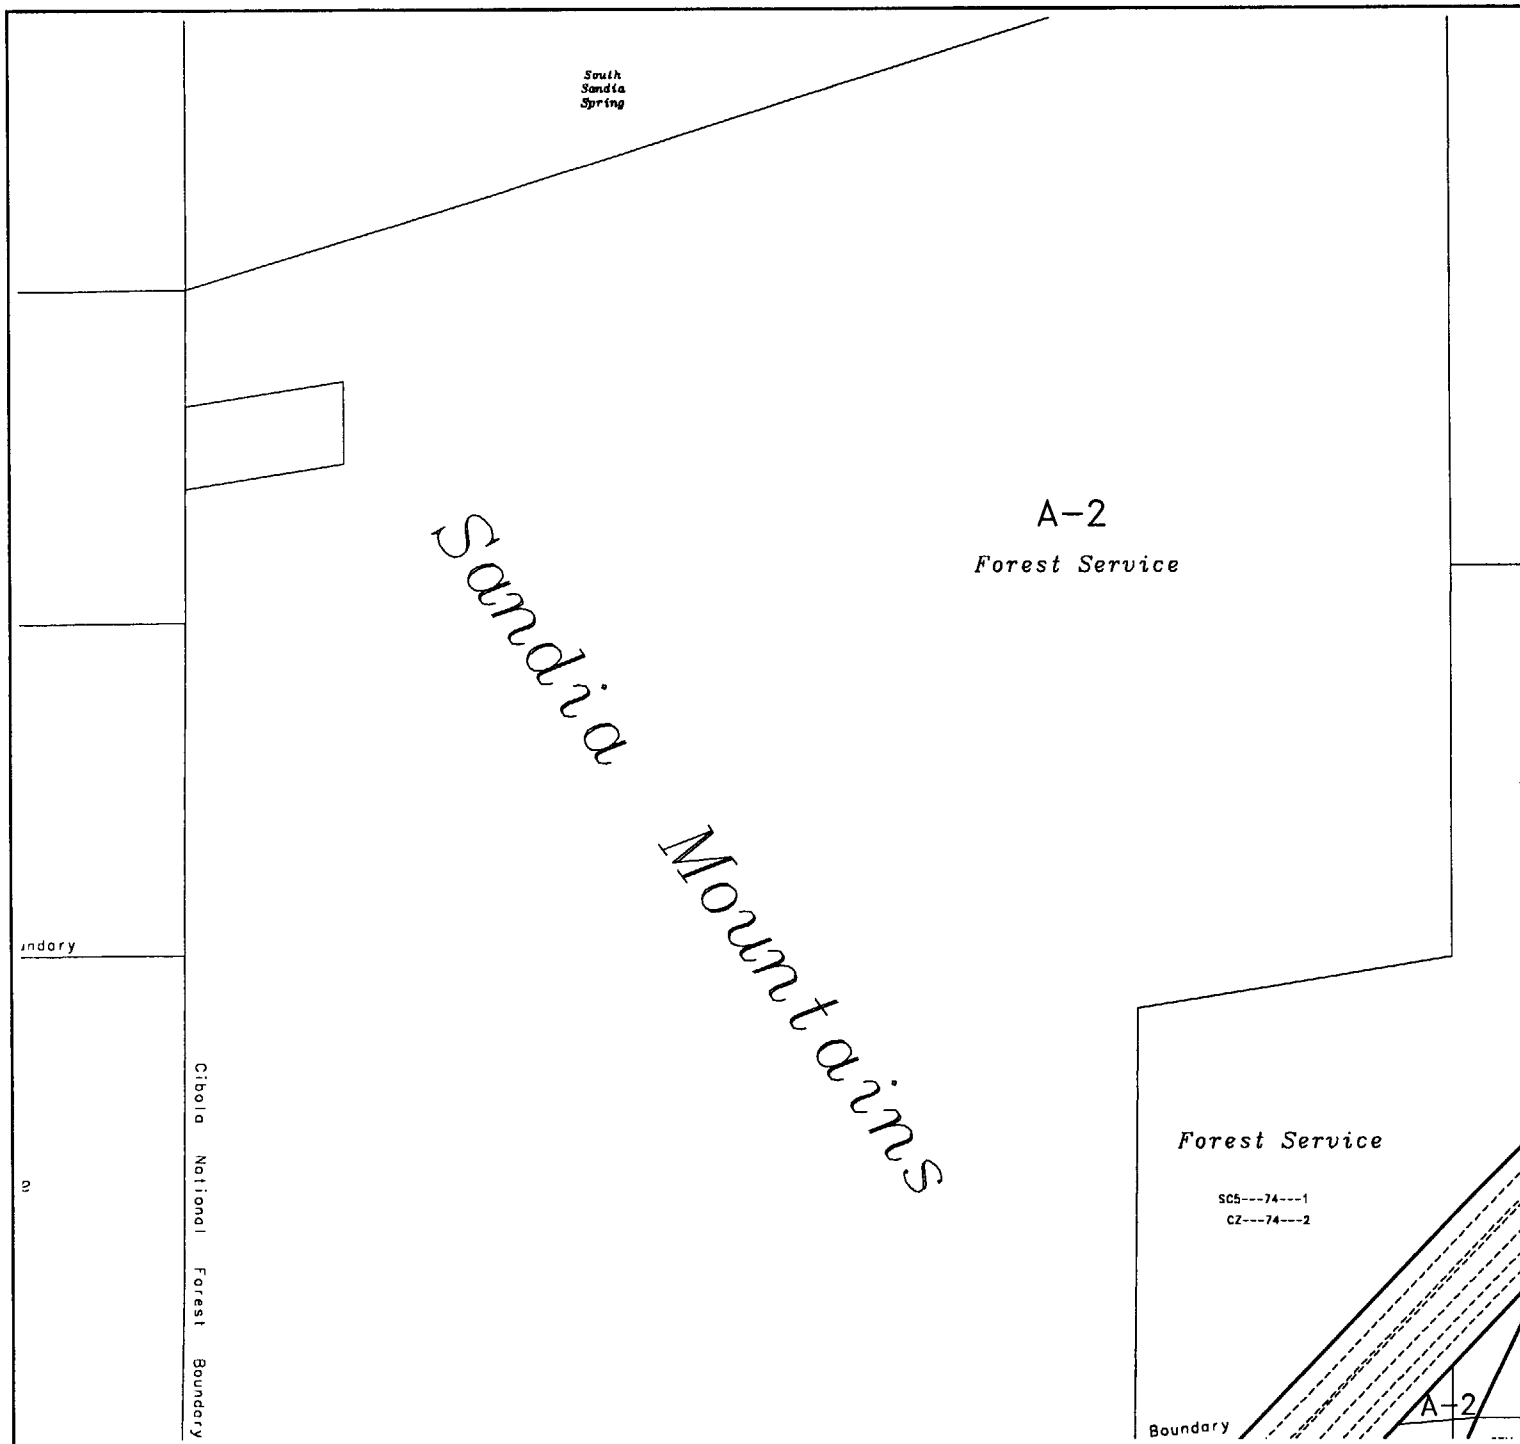 South
Sandia
Spring
A-2
Forest Service
Sandia Mountains
Cibola National Forest Boundary
Forest Service
SC5---74---1
CZ---74---2
A-2
Boundary